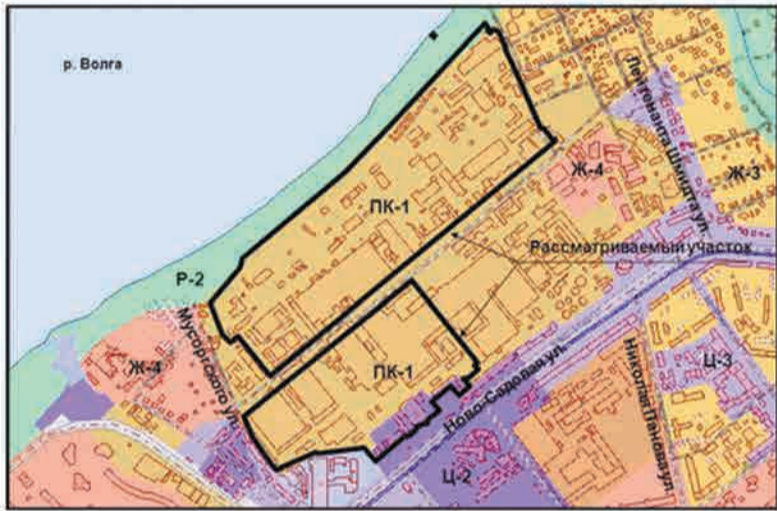 р. Волга
Лейтенанта Шмидта ул.
Ж-4
Ж-3
ПК-1
Рассматриваемый участок
Р-2
Мусоргского ул.
Ж-4
ПК-1
Ново-Садовая ул.
Николая Панова ул.
Ц-3
Ц-2